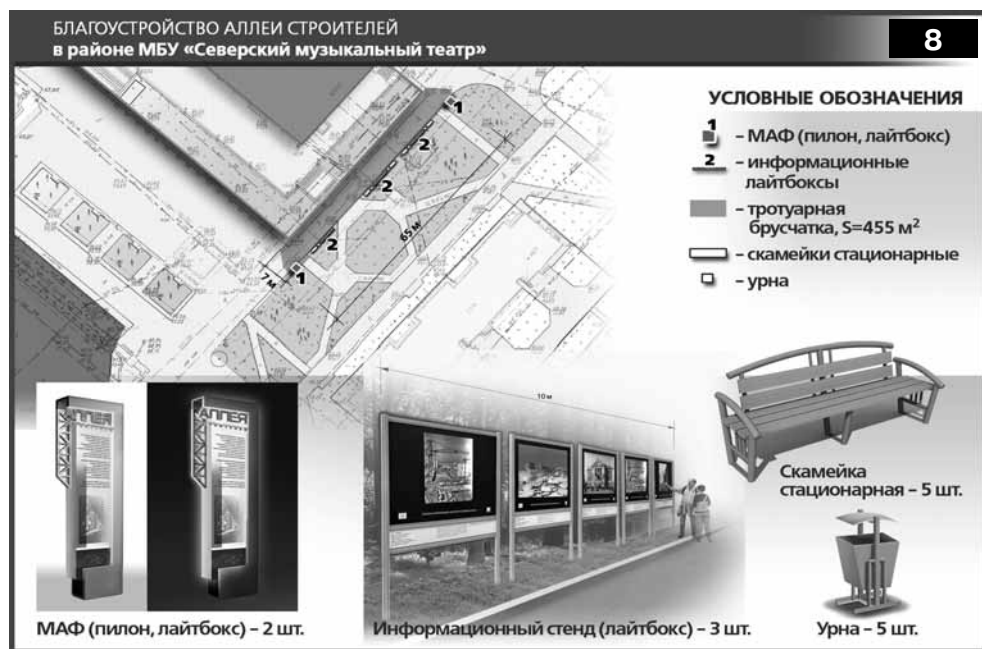 БЛАГОУСТРОЙСТВО АЛЛЕИ СТРОИТЕЛЕЙ
в районе МБУ «Северский музыкальный театр»
8
1
2
2
2
1
65 м
7 м
УСЛОВНЫЕ ОБОЗНАЧЕНИЯ
1 – МАФ (пилон, лайтбокс)
2 – информационные
лайтбоксы
– тротуарная
брусчатка, S=455 м²
– скамейки стационарные
– урна
АЛЛЕЯ
АЛЛЕЯ
10 м
Скамейка
стационарная – 5 шт.
МАФ (пилон, лайтбокс) – 2 шт.
Информационный стенд (лайтбокс) – 3 шт.
Урна – 5 шт.